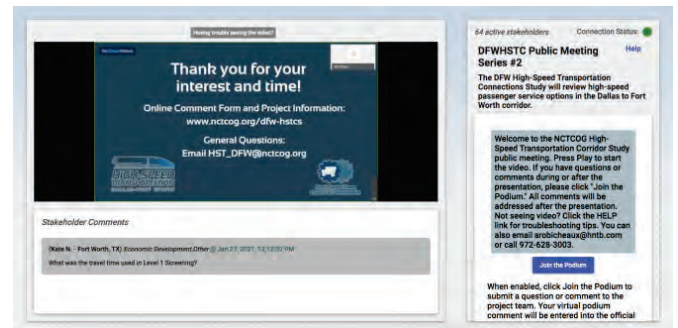 Having trouble seeing the video?
Thank you for your
interest and time!
Online Comment Form and Project Information:
www.nctcog.org/dfw-hstcs
General Questions:
Email HST_DFW@nctcog.org
HIGH-SPEED
TRANSPORTATION
Stakeholder Comments
(Kate N. - Fort Worth, TX) Economic Development,Other @ Jan 27, 2021, 12:12:02 PM
What was the travel time used in Level 1 Screening?
64 active stakeholders Connection Status:
DFWHSTC Public Meeting
Series #2
Help
The DFW High-Speed Transportation
Connections Study will review high-speed
passenger service options in the Dallas to Fort
Worth corridor.
Welcome to the NCTCOG High-
Speed Transportation Corridor Study
public meeting. Press Play to start
the video. If you have questions or
comments during or after the
presentation, please click "Join the
Podium." All comments will be
addressed after the presentation.
Not seeing video? Click the HELP
link for troubleshooting tips. You can
also email arobicheaux@hntb.com
or call 972-628-3003.
Join the Podium
When enabled, click Join the Podium to
submit a question or comment to the
project team. Your virtual podium
comment will be entered into the official